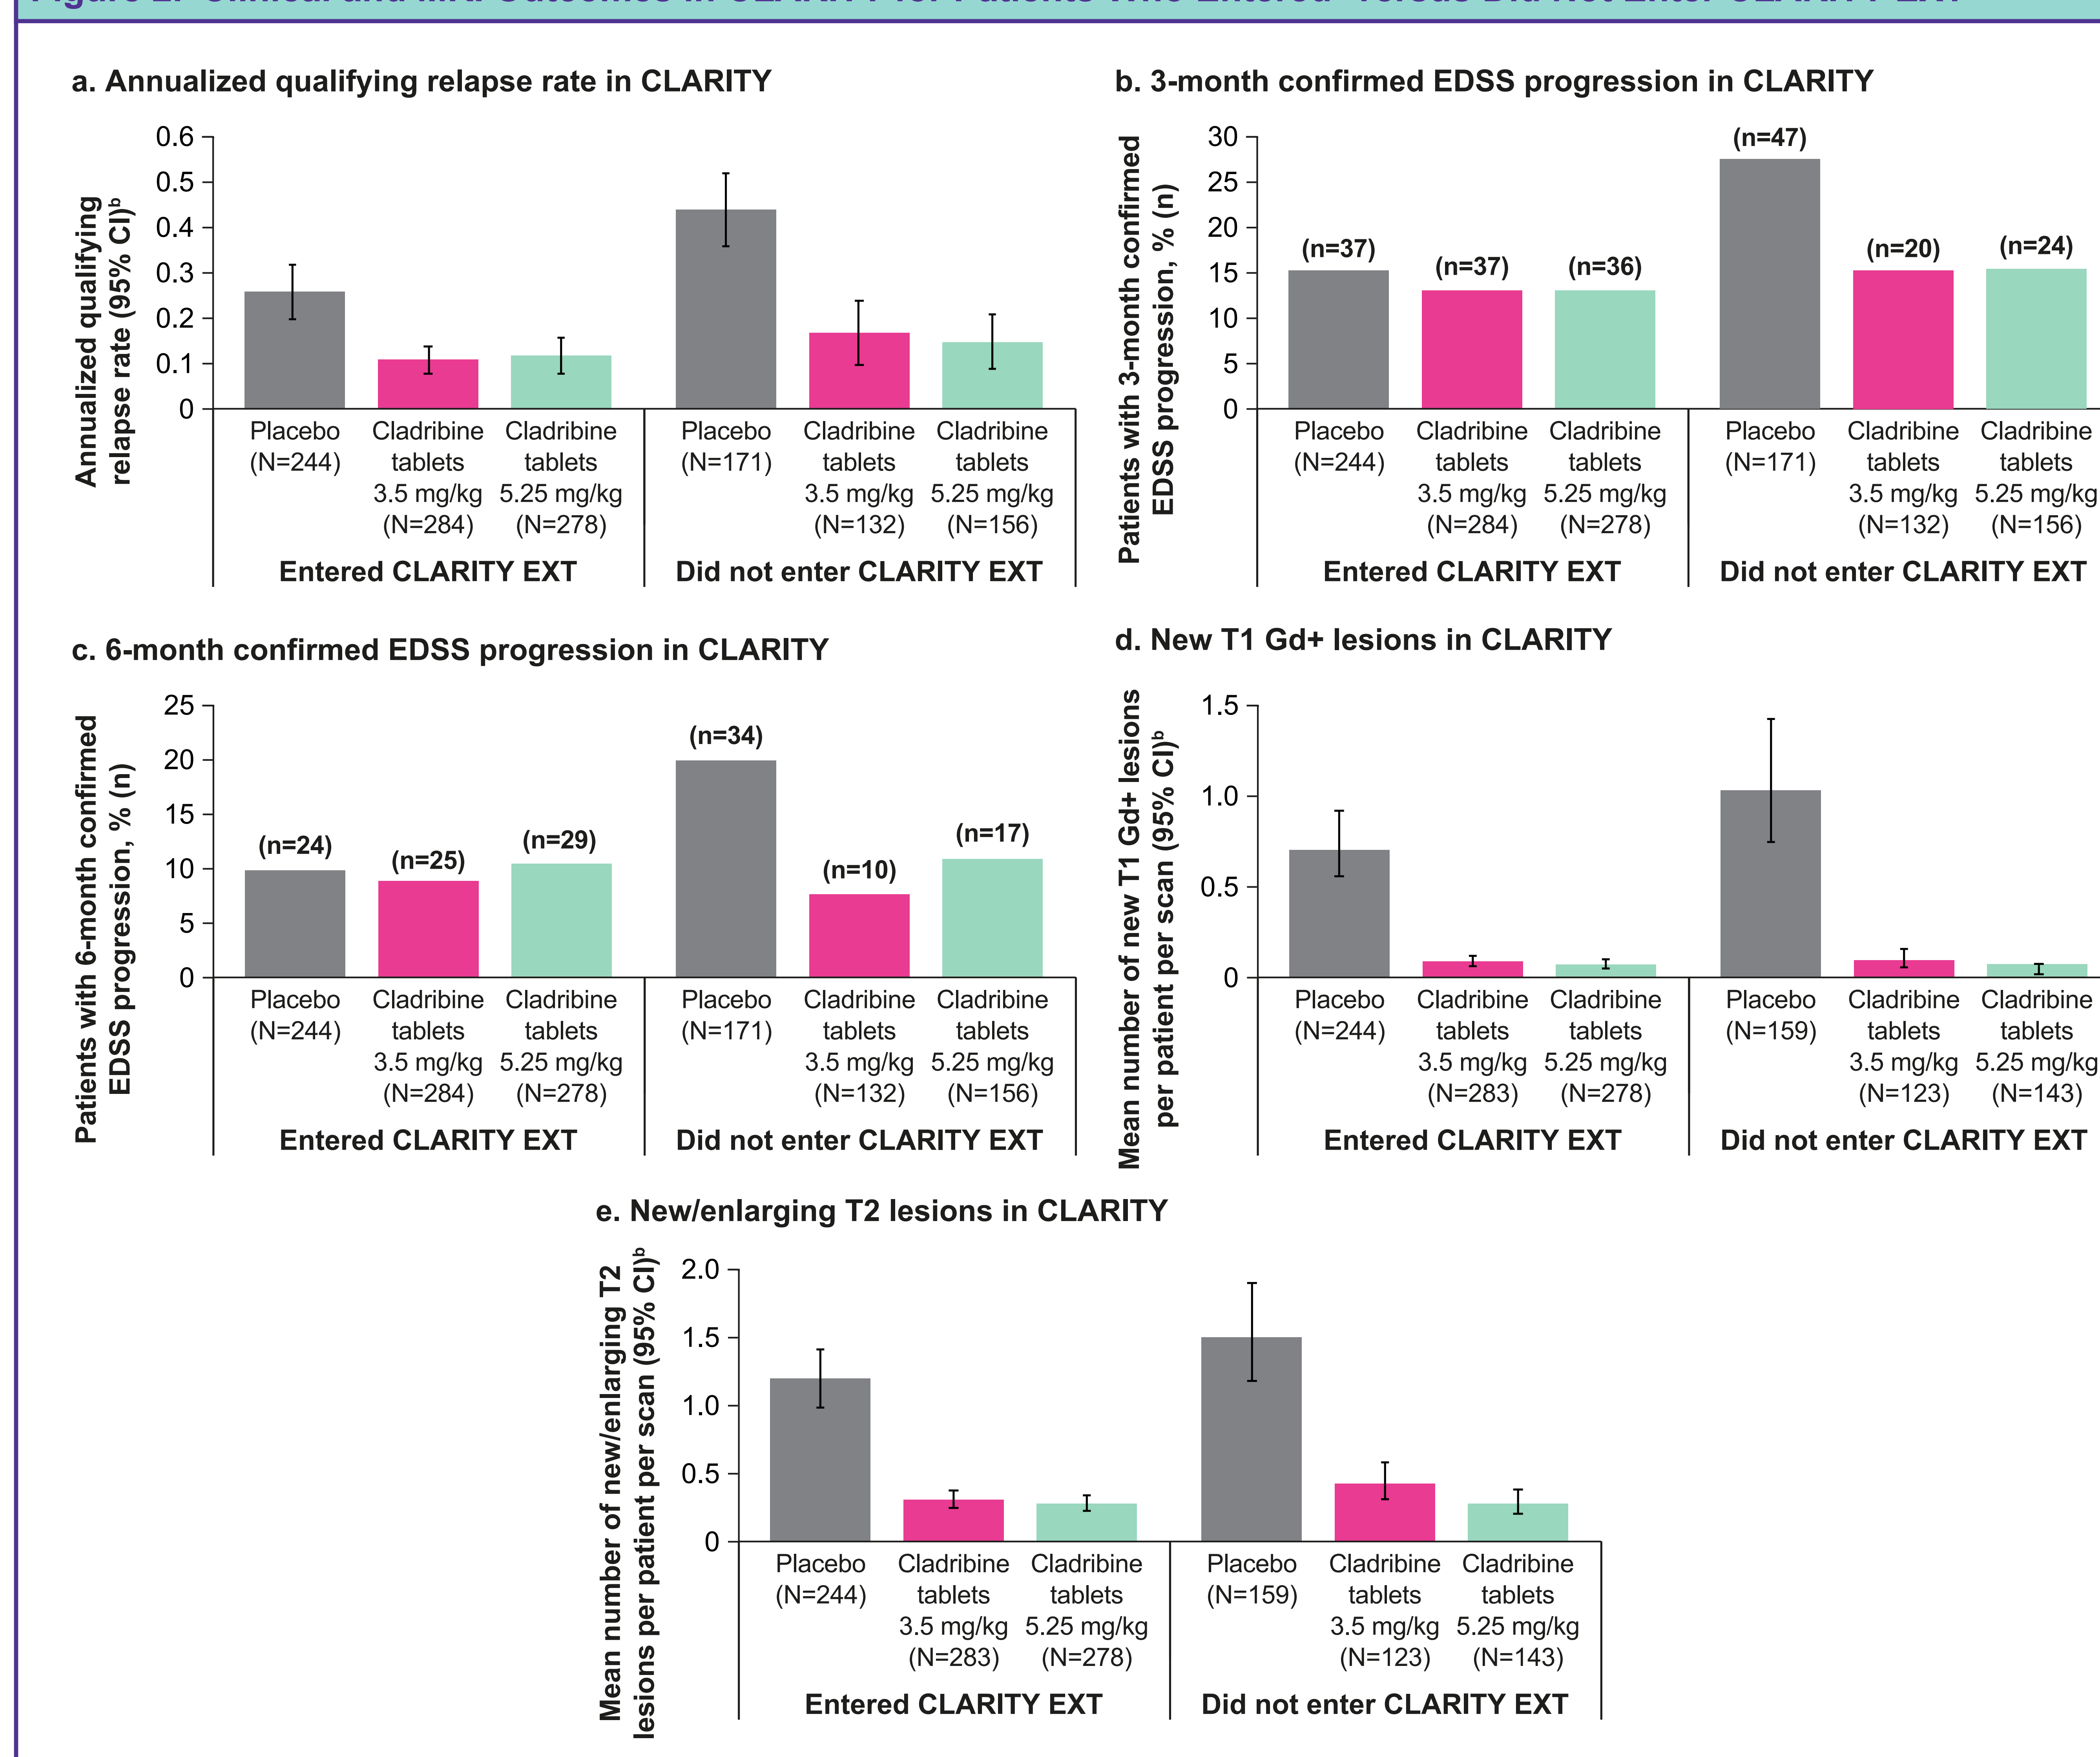 a. Annualized qualifying relapse rate in CLARITY
Annualized qualifying
relapse rate (95% CI)b
0.6
0.5
0.4
0.3
0.2
0.1
0
Placebo
(N=244)
Cladribine
tablets
3.5 mg/kg
(N=284)
Cladribine
tablets
5.25 mg/kg
(N=278)
Placebo
(N=171)
Cladribine
tablets
3.5 mg/kg
(N=132)
Cladribine
tablets
5.25 mg/kg
(N=156)
Entered CLARITY EXT
Did not enter CLARITY EXT
b. 3-month confirmed EDSS progression in CLARITY
Patients with 3-month confirmed
EDSS progression, % (n)
30
25
20
15
10
5
0
(n=37)
(n=37)
(n=36)
(n=47)
(n=20)
(n=24)
Placebo
(N=244)
Cladribine
tablets
3.5 mg/kg
(N=284)
Cladribine
tablets
5.25 mg/kg
(N=278)
Placebo
(N=171)
Cladribine
tablets
3.5 mg/kg
(N=132)
Cladribine
tablets
5.25 mg/kg
(N=156)
Entered CLARITY EXT
Did not enter CLARITY EXT
c. 6-month confirmed EDSS progression in CLARITY
Patients with 6-month confirmed
EDSS progression, % (n)
25
20
15
10
5
0
(n=24)
(n=25)
(n=29)
(n=34)
(n=10)
(n=17)
Placebo
(N=244)
Cladribine
tablets
3.5 mg/kg
(N=284)
Cladribine
tablets
5.25 mg/kg
(N=278)
Placebo
(N=171)
Cladribine
tablets
3.5 mg/kg
(N=132)
Cladribine
tablets
5.25 mg/kg
(N=156)
Entered CLARITY EXT
Did not enter CLARITY EXT
d. New T1 Gd+ lesions in CLARITY
Mean number of new T1 Gd+ lesions
per patient per scan (95% CI)b
1.5
1.0
0.5
0
Placebo
(N=244)
Cladribine
tablets
3.5 mg/kg
(N=283)
Cladribine
tablets
5.25 mg/kg
(N=278)
Placebo
(N=159)
Cladribine
tablets
3.5 mg/kg
(N=123)
Cladribine
tablets
5.25 mg/kg
(N=143)
Entered CLARITY EXT
Did not enter CLARITY EXT
e. New/enlarging T2 lesions in CLARITY
Mean number of new/enlarging T2
lesions per patient per scan (95% CI)b
2.0
1.5
1.0
0.5
0
Placebo
(N=244)
Cladribine
tablets
3.5 mg/kg
(N=283)
Cladribine
tablets
5.25 mg/kg
(N=278)
Placebo
(N=159)
Cladribine
tablets
3.5 mg/kg
(N=123)
Cladribine
tablets
5.25 mg/kg
(N=143)
Entered CLARITY EXT
Did not enter CLARITY EXT